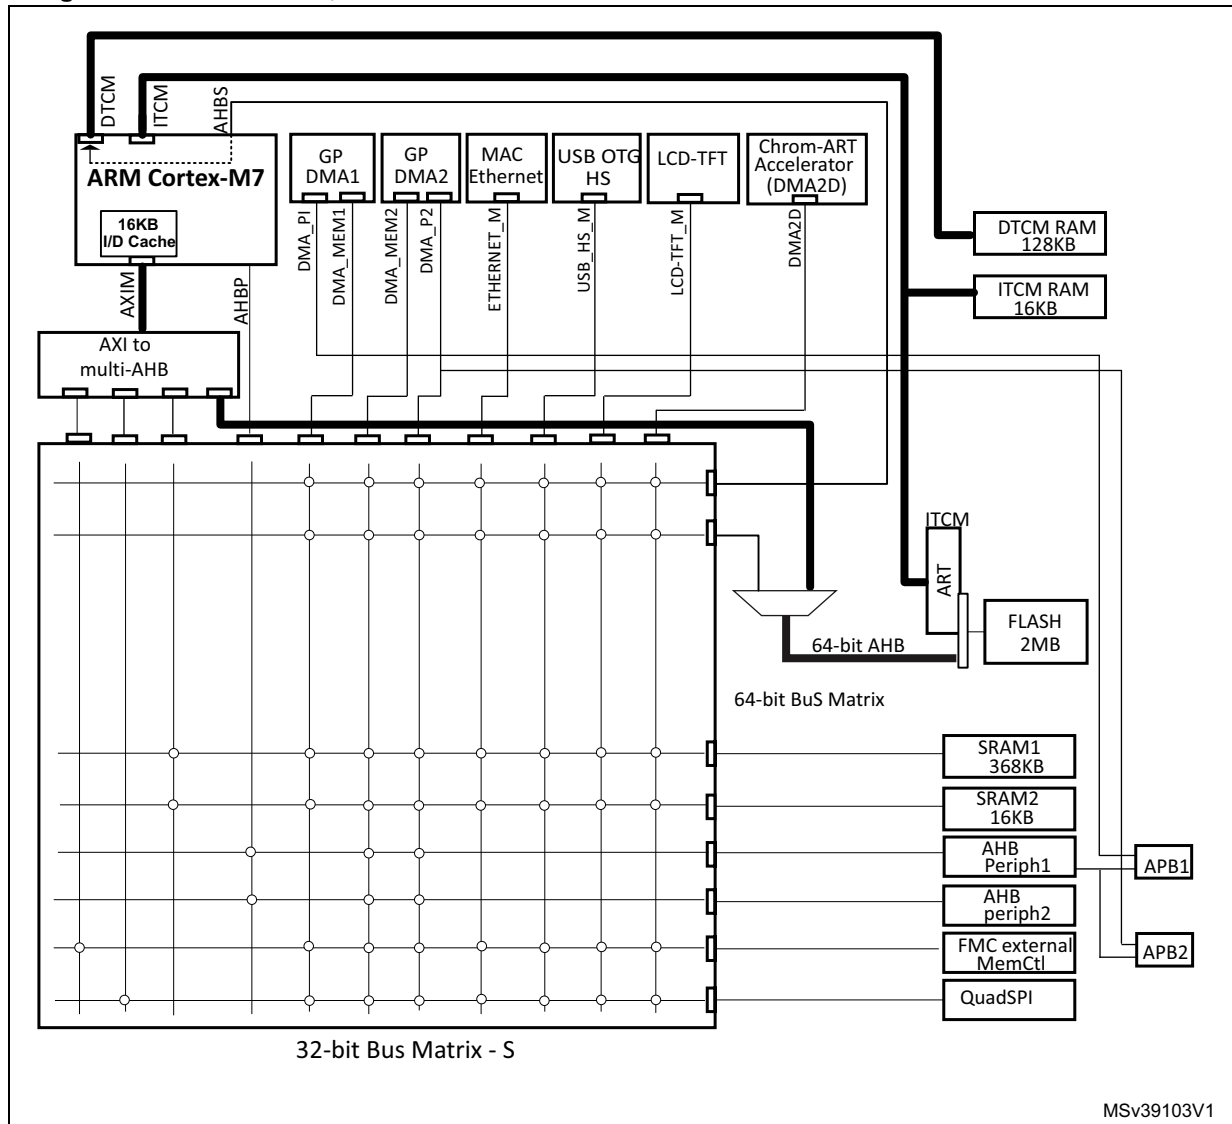 DTCM
ITCM
AHBS
ARM Cortex-M7
16KB
I/D Cache
AXIM
AHBP
GP
DMA1
GP
DMA2
MAC
Ethernet
USB OTG
HS
LCD-TFT
Chrom-ART
Accelerator
(DMA2D)
DMA_PI
DMA_MEM1
DMA_MEM2
DMA_P2
ETHERNET_M
USB_HS_M
LCD-TFT_M
DMA2D
DTCM RAM
128KB
ITCM RAM
16KB
AXI to
multi-AHB
ITCM
ART
FLASH
2MB
64-bit AHB
64-bit BuS Matrix
SRAM1
368KB
SRAM2
16KB
AHB
Periph1
APB1
AHB
periph2
FMC external
MemCtl
APB2
QuadSPI
32-bit Bus Matrix - S
MSv39103V1